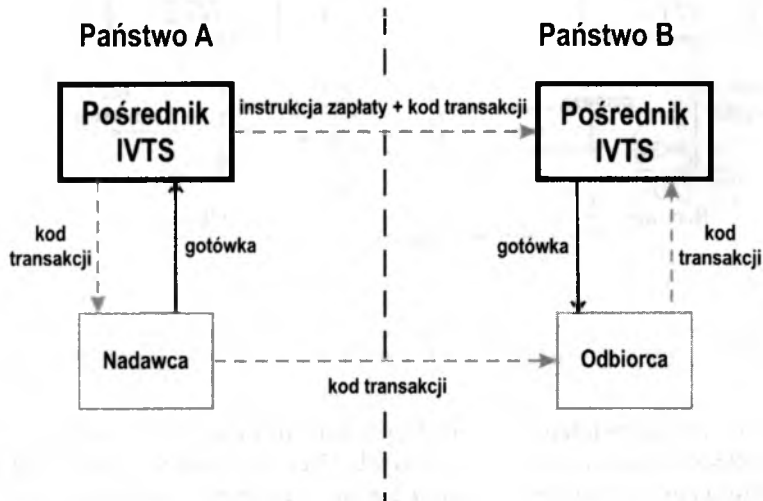 Państwo A
Państwo B
Pośrednik
IVTS
instrukcja zapłaty + kod transakcji
Pośrednik
IVTS
kod
transakcji
gotówka
gotówka
kod
transakcji
Nadawca
kod transakcji
Odbiorca